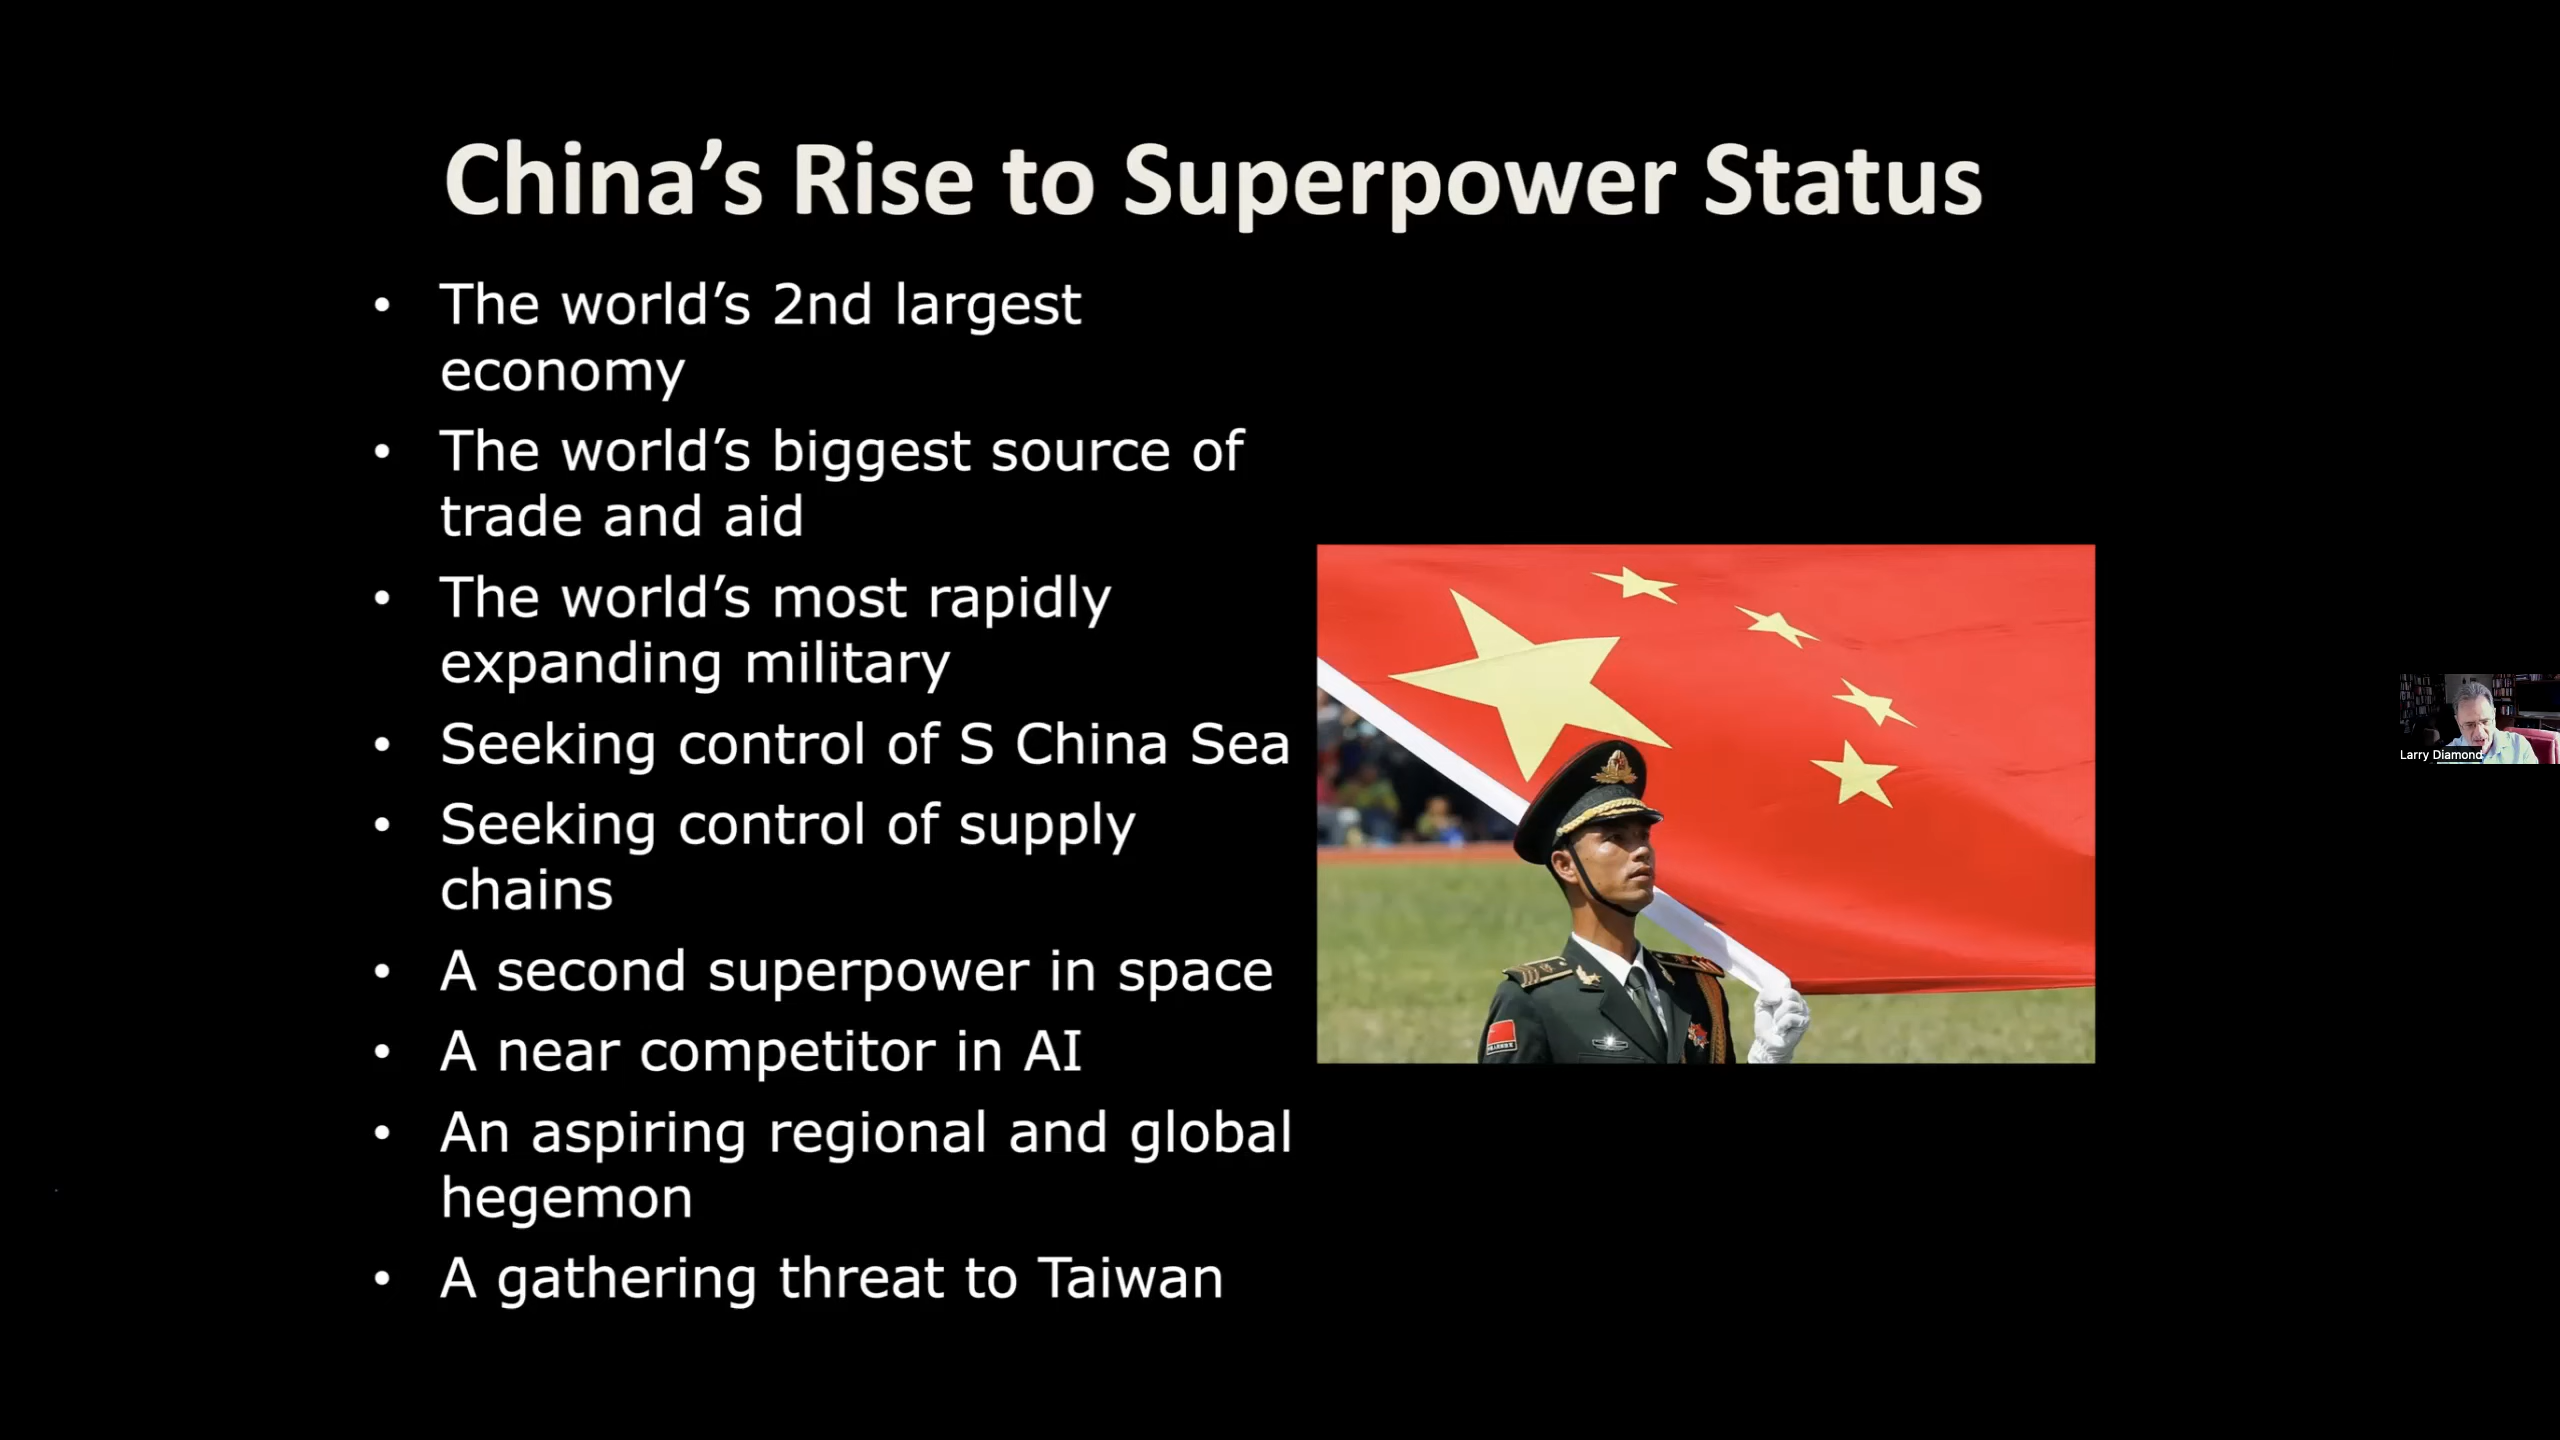 China’s Rise to Superpower Status
• The world’s 2nd largest
economy
• The world’s biggest source of
trade and aid
• The world’s most rapidly
expanding military
• Seeking control of S China Sea
• Seeking control of supply
chains
• A second superpower in space
• A near competitor in AI
• An aspiring regional and global
hegemon
• A gathering threat to Taiwan
Larry Diamond